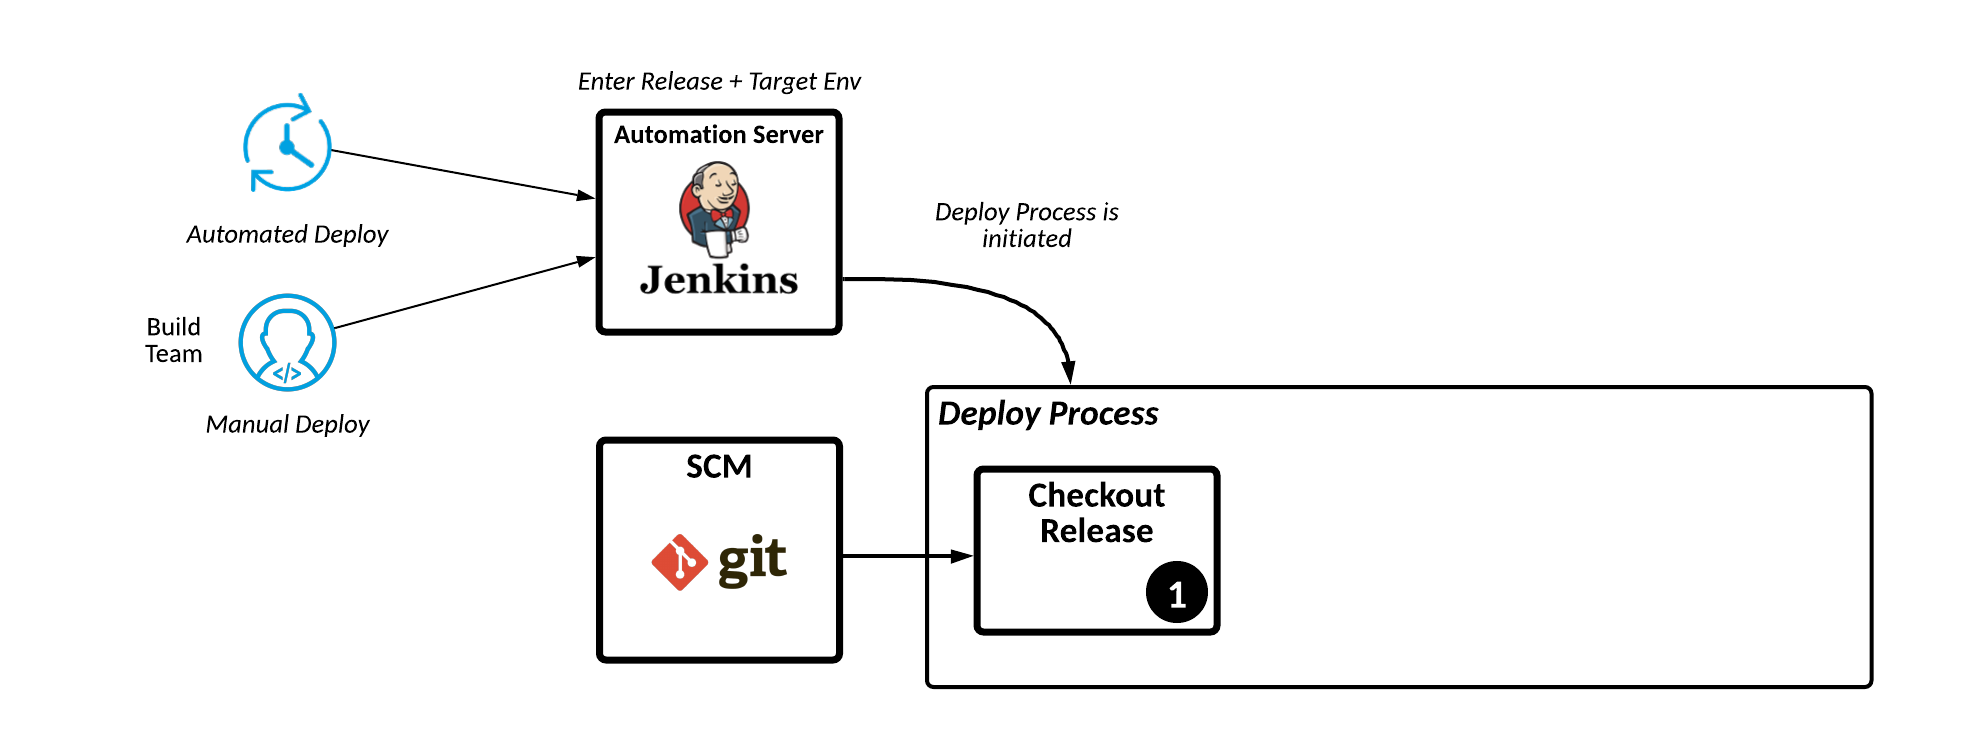 Enter Release + Target Env
Automation Server
Jenkins
Automated Deploy
Deploy Process is
initiated
Build
Team
</>
Manual Deploy
SCM
git
Deploy Process
Checkout
Release
1